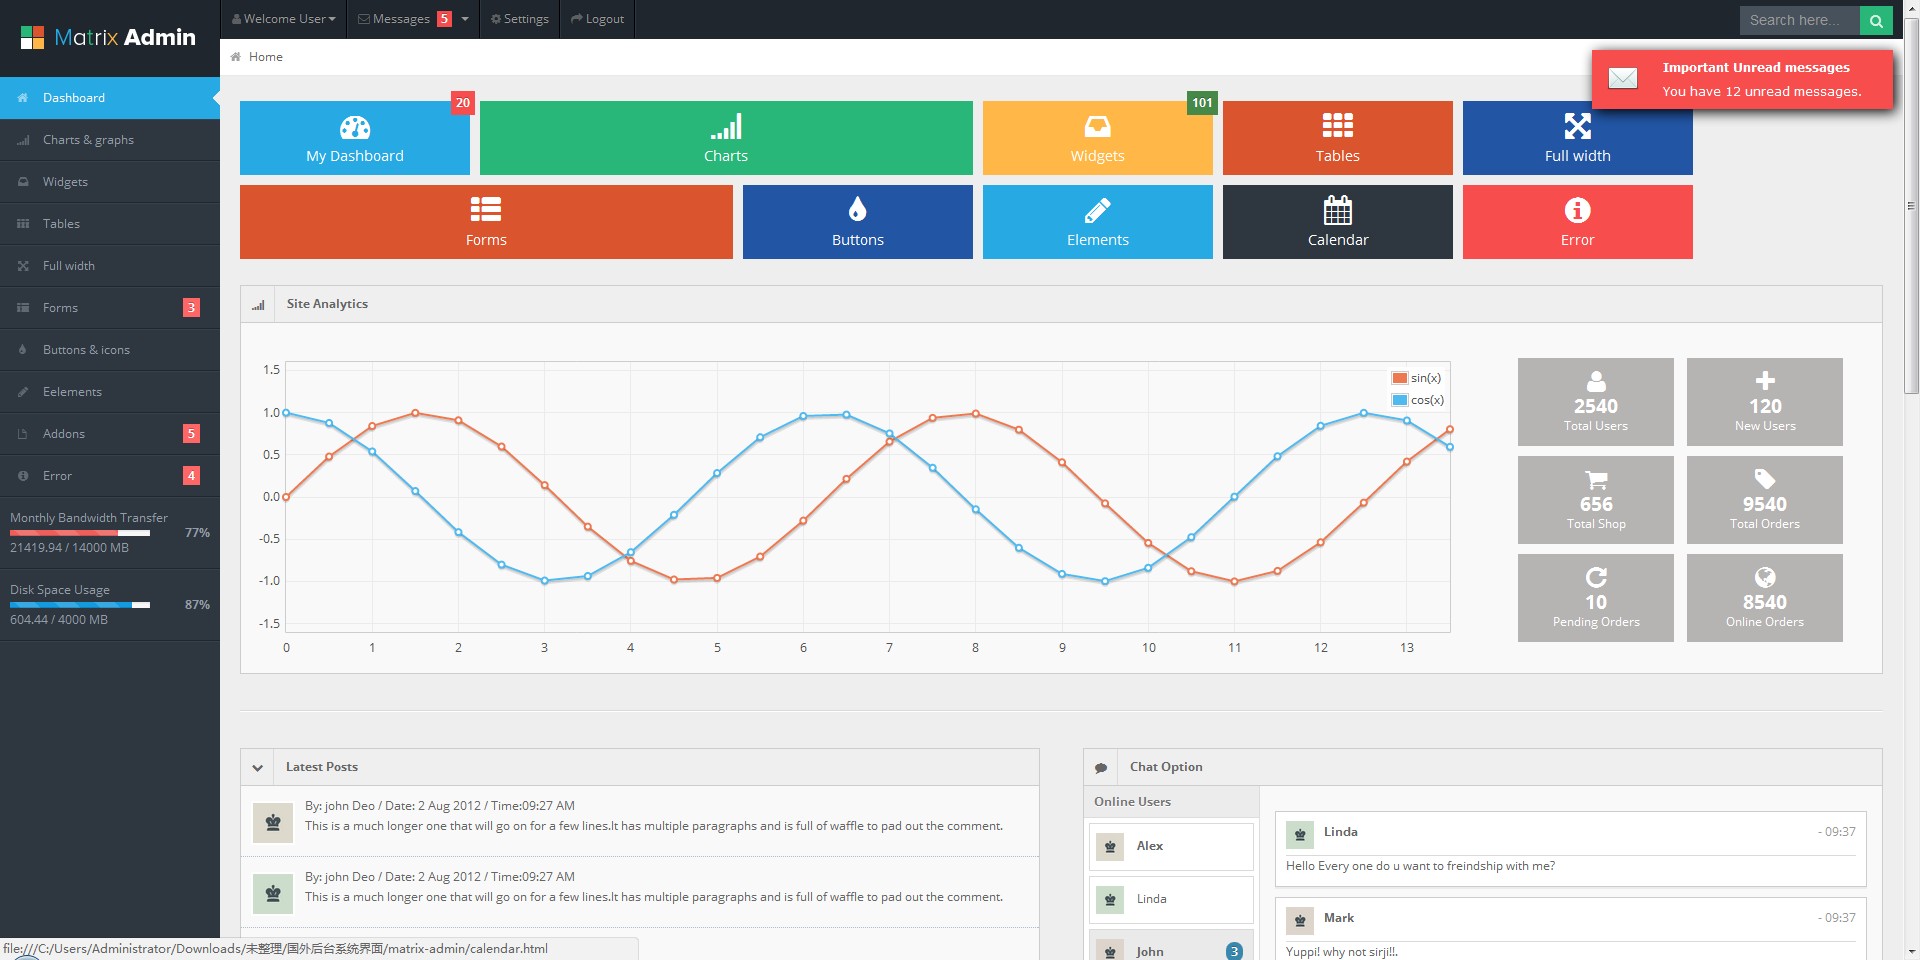 Matrix Admin
Welcome User
Messages 5
Settings
Logout
Search here...
Home
Important Unread messages
You have 12 unread messages.
Dashboard
Charts & graphs
Widgets
Tables
Full width
Forms 3
Buttons & icons
Eelements
Addons 5
Error 4
Monthly Bandwidth Transfer
77%
21419.94 / 14000 MB
Disk Space Usage
87%
604.44 / 4000 MB
20
My Dashboard
Charts
101
Widgets
Tables
Full width
Forms
Buttons
Elements
Calendar
Error
Site Analytics
1.5
1.0
0.5
0.0
-0.5
-1.0
-1.5
0 1 2 3 4 5 6 7 8 9 10 11 12 13
sin(x)
cos(x)
2540
Total Users
120
New Users
656
Total Shop
9540
Total Orders
10
Pending Orders
8540
Online Orders
Latest Posts
By: john Deo / Date: 2 Aug 2012 / Time:09:27 AM
This is a much longer one that will go on for a few lines.It has multiple paragraphs and is full of waffle to pad out the comment.
By: john Deo / Date: 2 Aug 2012 / Time:09:27 AM
This is a much longer one that will go on for a few lines.It has multiple paragraphs and is full of waffle to pad out the comment.
Chat Option
Online Users
Alex
Linda
John 3
Linda - 09:37
Hello Every one do u want to freindship with me?
Mark - 09:37
Yuppi! why not sirji!!.
file:///C:/Users/Administrator/Downloads/未整理/国外后台系统界面/matrix-admin/calendar.html